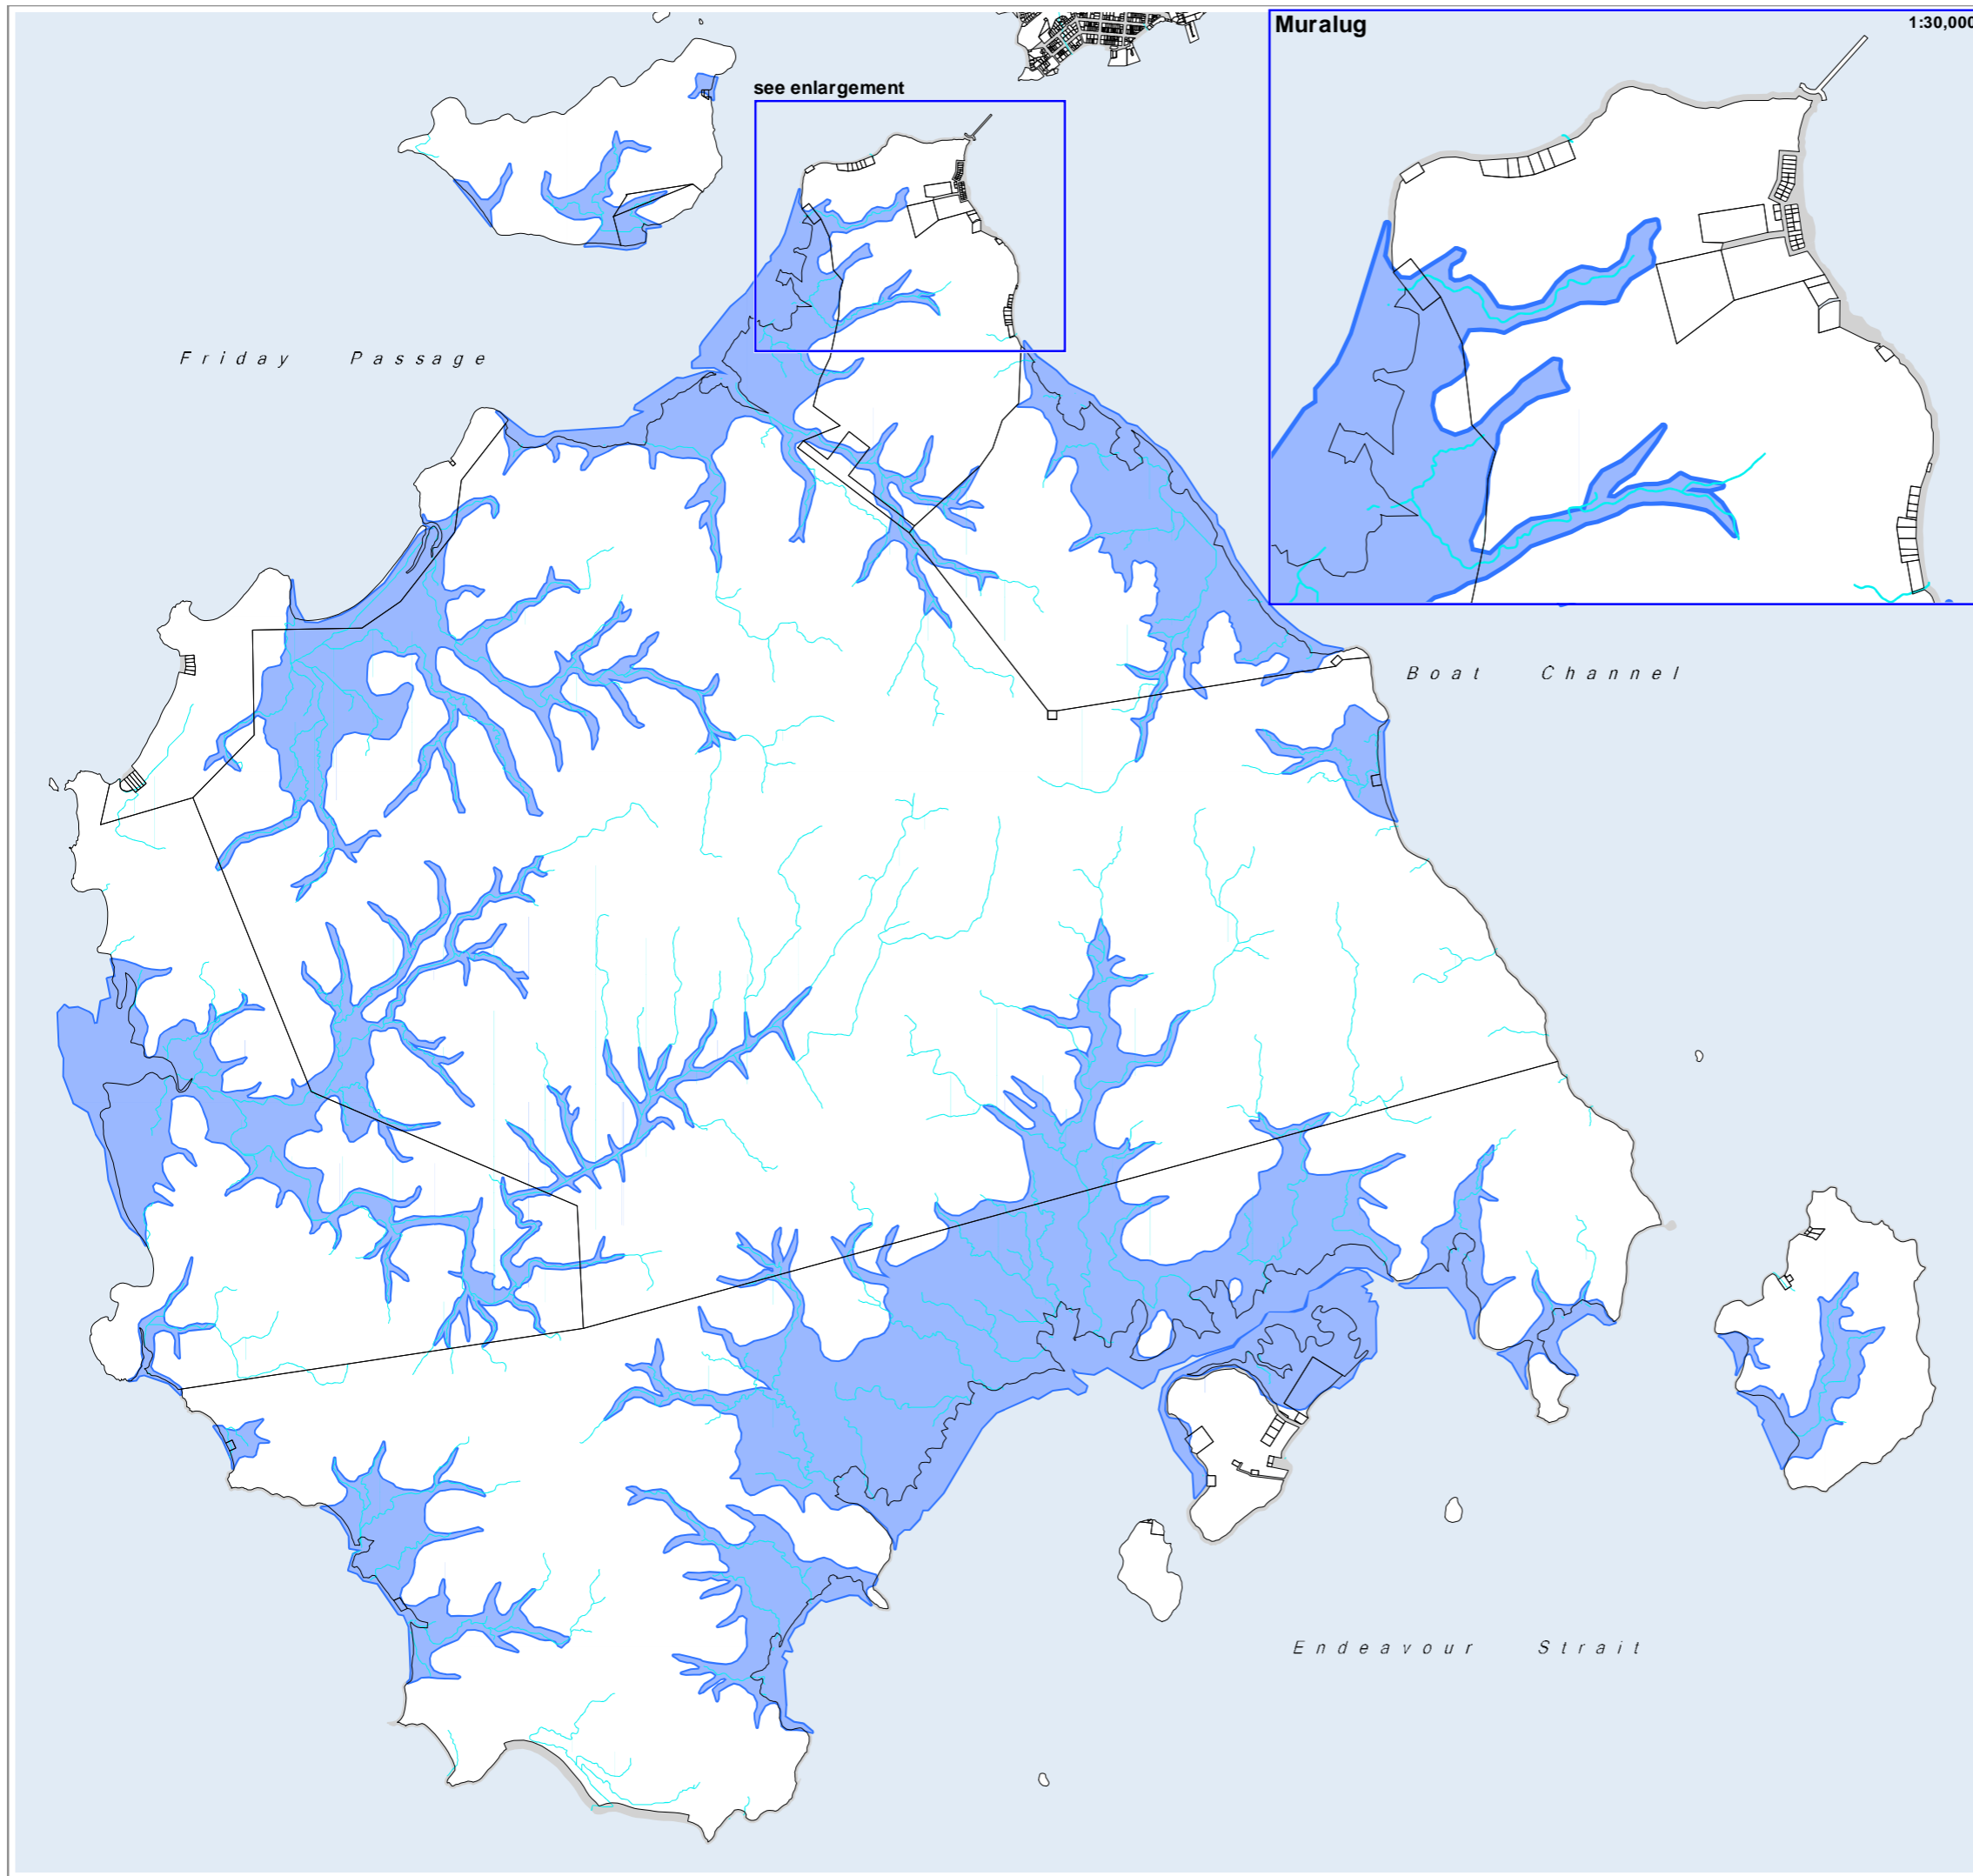 Muralug
1:30,000
see enlargement
Friday Passage
Boat Channel
Endeavour Strait